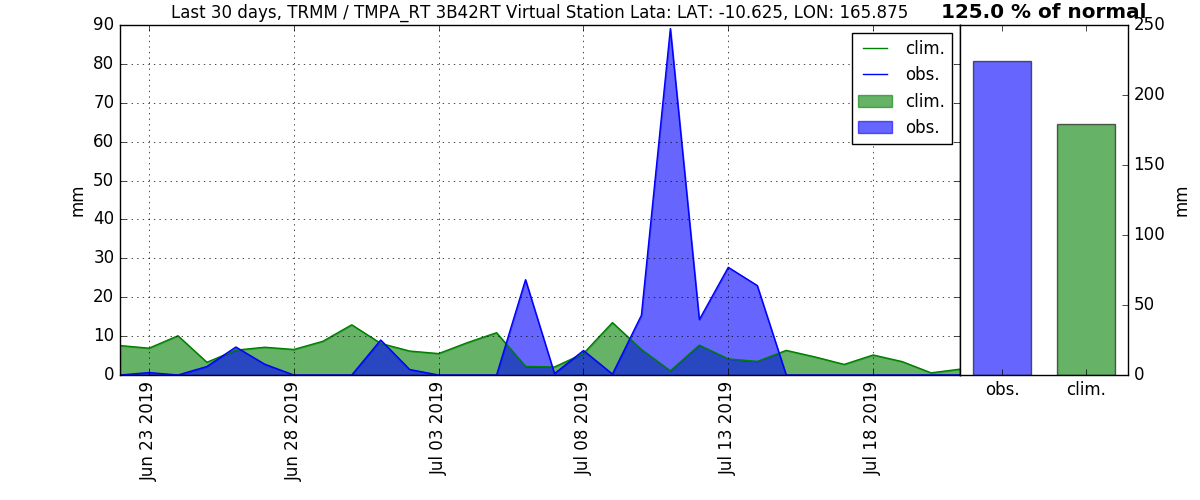 Last 30 days, TRMM / TMPA_RT 3B42RT Virtual Station Lata: LAT: -10.625, LON: 165.875
125.0 % of normal
90
80
70
60
50
40
30
20
10
0
mm
clim.
obs.
clim.
obs.
250
200
150
100
50
0
mm
Jun 23 2019
Jun 28 2019
Jul 03 2019
Jul 08 2019
Jul 13 2019
Jul 18 2019
obs.
clim.